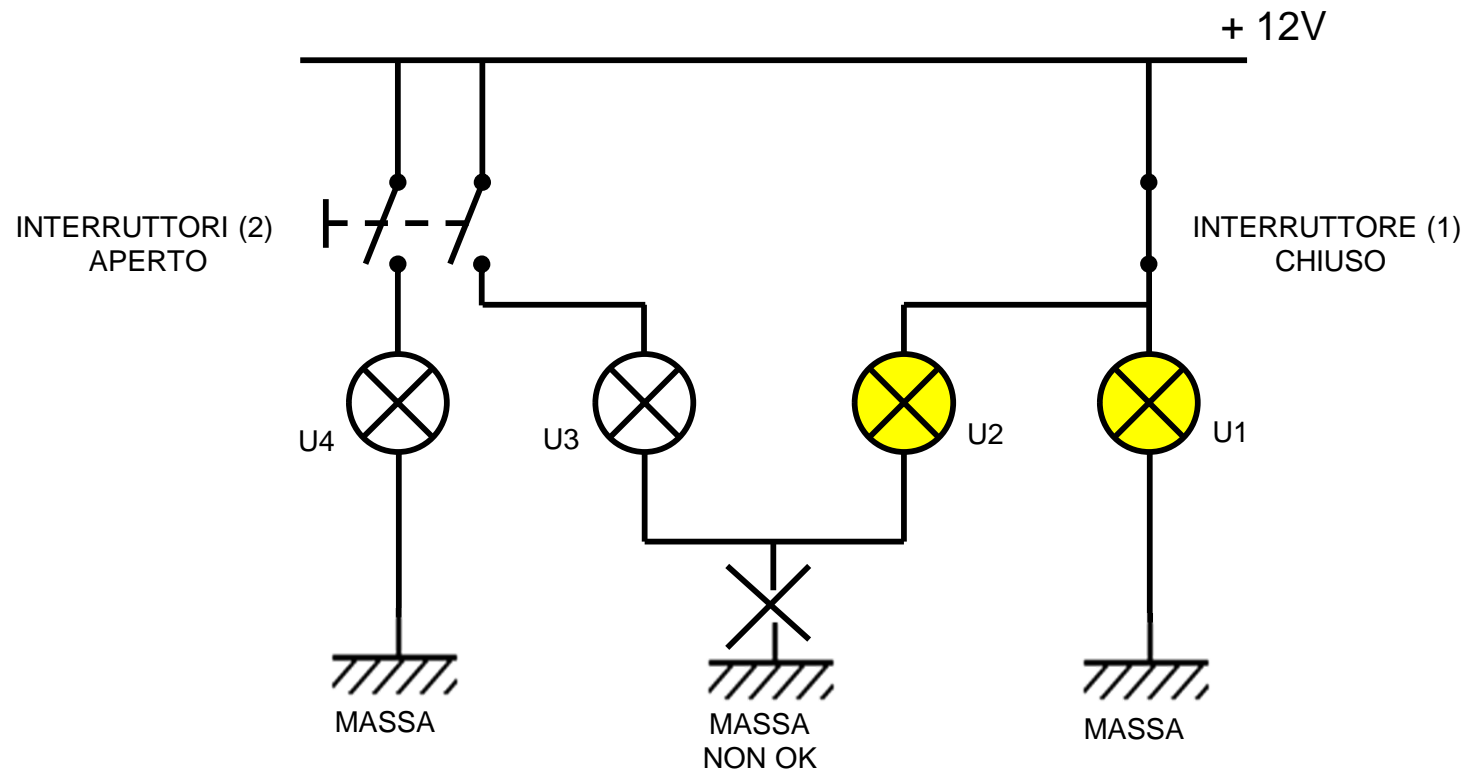 + 12V
INTERRUTTORI (2)
APERTO
INTERRUTTORE (1)
CHIUSO
U4
U3
U2
U1
MASSA
MASSA
NON OK
MASSA